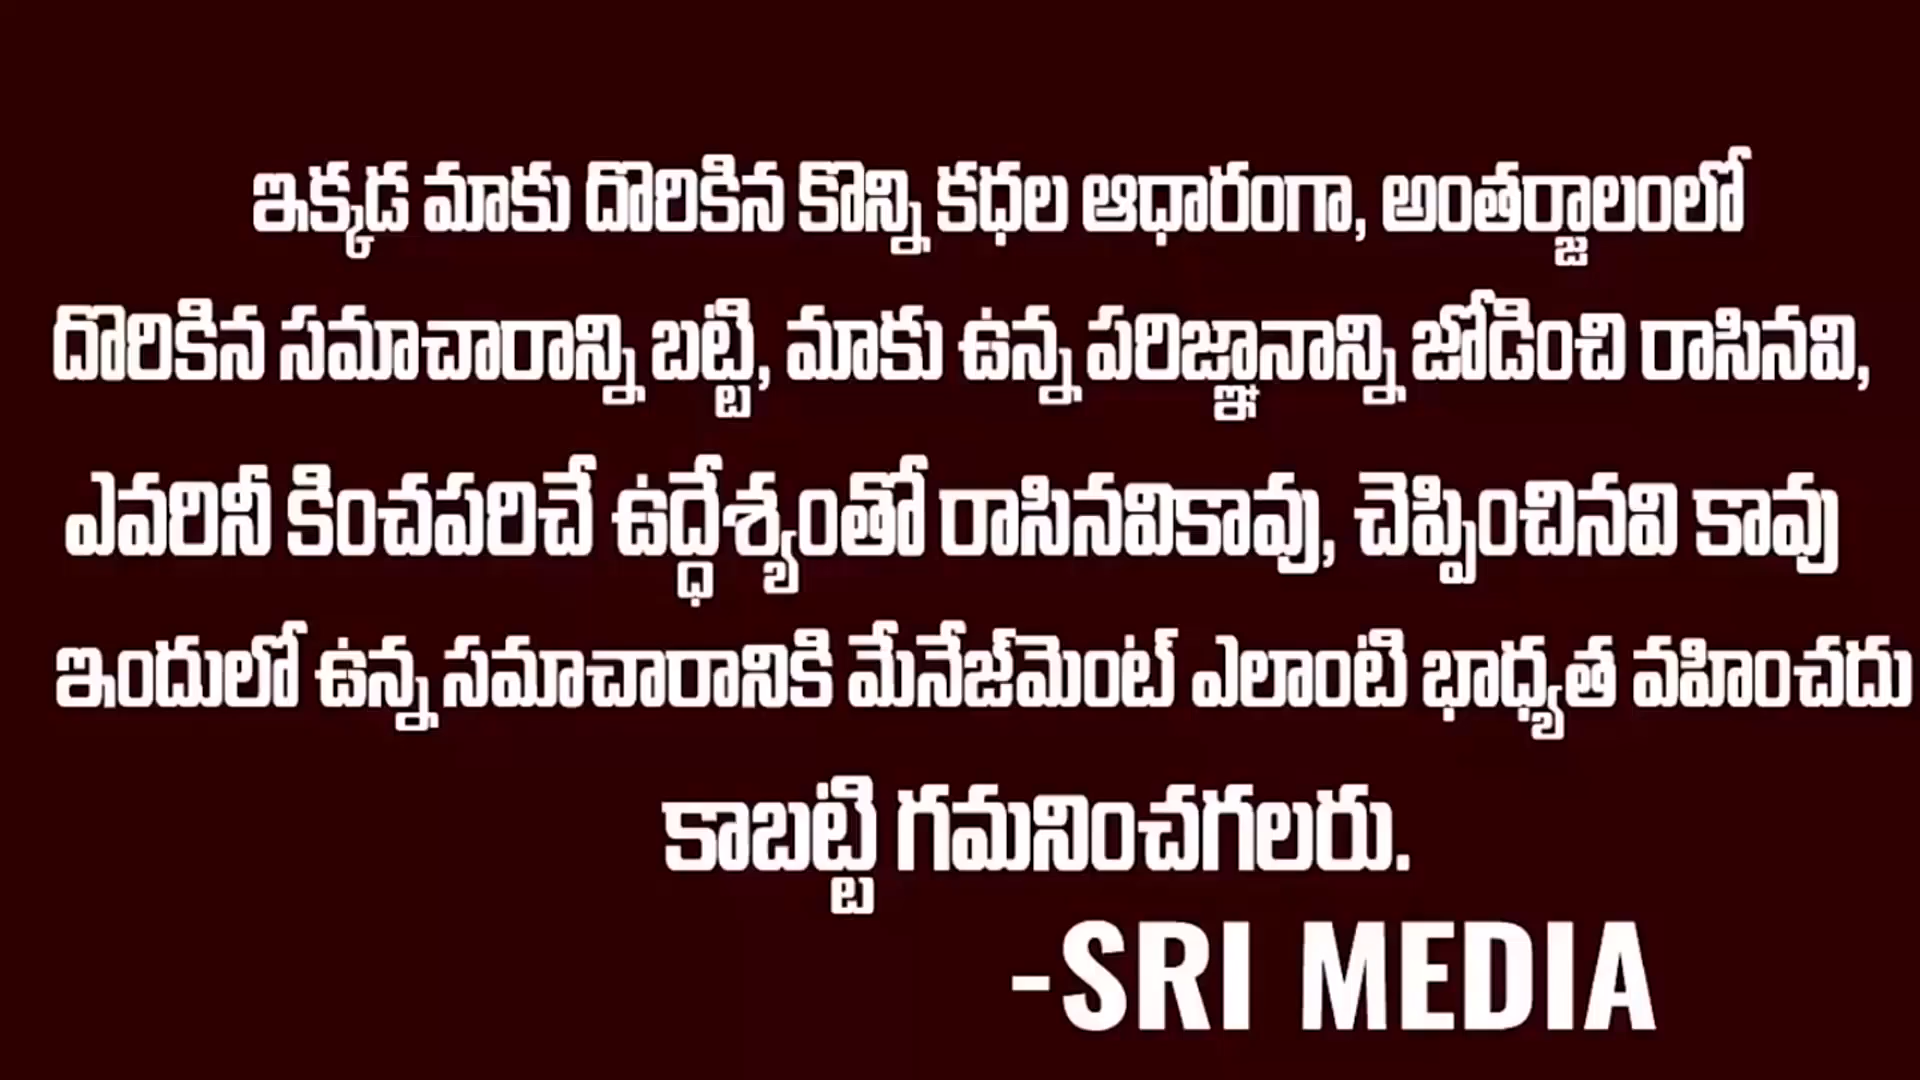 ఇక్కడ మాకు దొరికిన కొన్ని కధల ఆధారంగా, అంతర్జాలంలో
దొరికిన సమాచారాన్ని బట్టి, మాకు ఉన్న పరిజ్ఞానాన్ని జోడించి రాసినవి,
ఎవరినీ కించపరిచే ఉద్ధేశ్యంతో రాసినవికావు, చెప్పించినవి కావు
ఇందులో ఉన్న సమాచారానికి మేనేజ్‌మెంట్ ఎలాంటి భాధ్యత వహించదు
కాబట్టి గమనించగలరు.
-SRI MEDIA